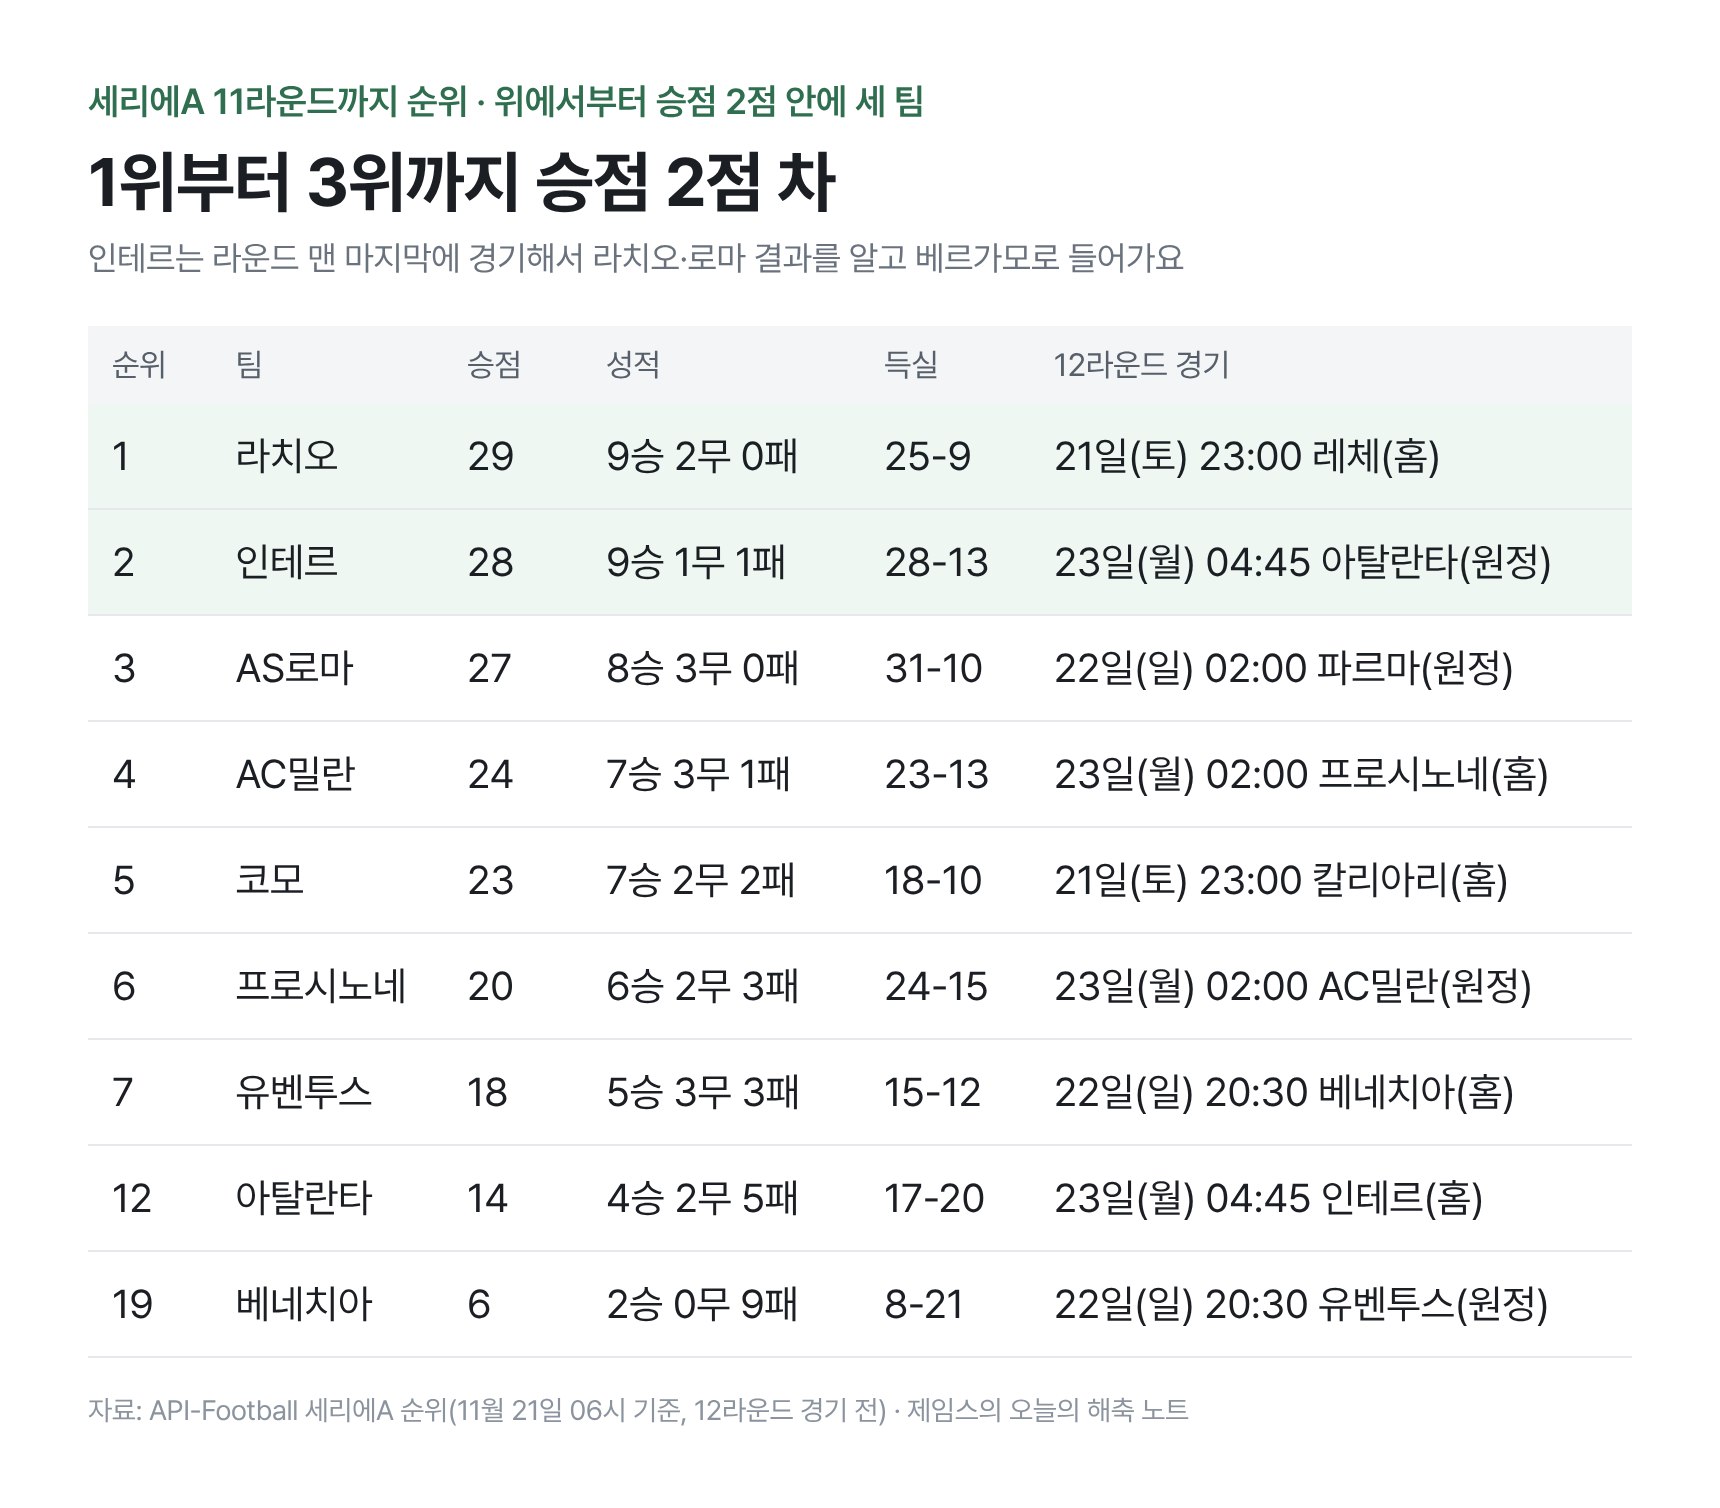 세리에A 11라운드까지 순위 · 위에서부터 승점 2점 안에 세 팀
1위부터 3위까지 승점 2점 차
인테르는 라운드 맨 마지막에 경기해서 라치오·로마 결과를 알고 베르가모로 들어가요
순위 팀 승점 성적 득실 12라운드 경기
1 라치오 29 9승 2무 0패 25-9 21일(토) 23:00 레체(홈)
2 인테르 28 9승 1무 1패 28-13 23일(월) 04:45 아탈란타(원정)
3 AS로마 27 8승 3무 0패 31-10 22일(일) 02:00 파르마(원정)
4 AC밀란 24 7승 3무 1패 23-13 23일(월) 02:00 프로시노네(홈)
5 코모 23 7승 2무 2패 18-10 21일(토) 23:00 칼리아리(홈)
6 프로시노네 20 6승 2무 3패 24-15 23일(월) 02:00 AC밀란(원정)
7 유벤투스 18 5승 3무 3패 15-12 22일(일) 20:30 베네치아(홈)
12 아탈란타 14 4승 2무 5패 17-20 23일(월) 04:45 인테르(홈)
19 베네치아 6 2승 0무 9패 8-21 22일(일) 20:30 유벤투스(원정)
자료: API-Football 세리에A 순위(11월 21일 06시 기준, 12라운드 경기 전) · 제임스의 오늘의 해축 노트